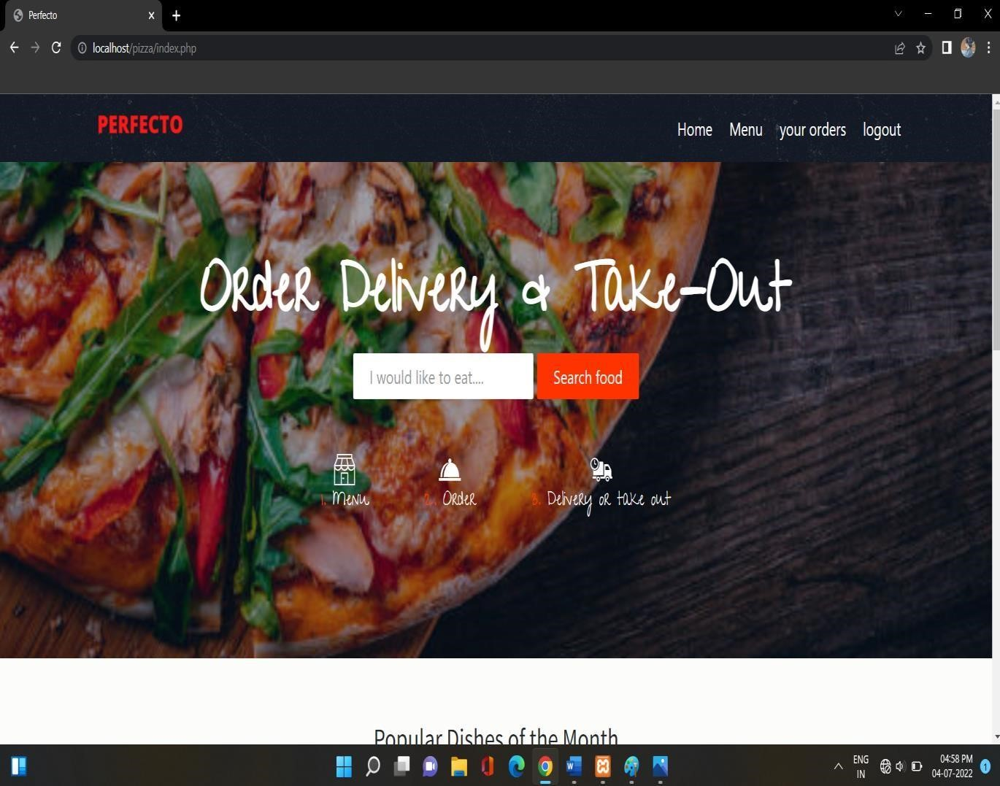 Perfecto
localhost/pizza/index.php
PERFECTO
Home Menu your orders logout
Order Delivery & Take-Out
I would like to eat.... Search food
1. Menu 2. Order 3. Delivery or take out
Popular Dishes of the Month
ENG
IN
04:58 PM
04-07-2022
1